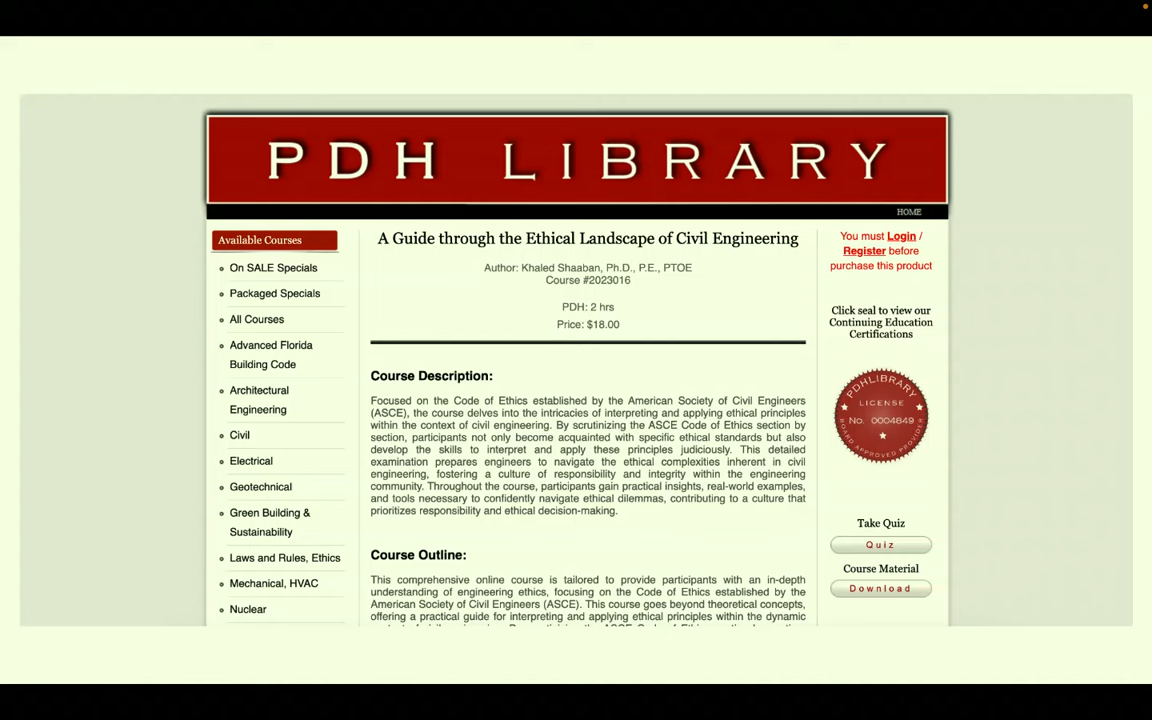 PDH LIBRARY
HOME
Available Courses
On SALE Specials
Packaged Specials
All Courses
Advanced Florida
Building Code
Architectural
Engineering
Civil
Electrical
Geotechnical
Green Building &
Sustainability
Laws and Rules, Ethics
Mechanical, HVAC
Nuclear
A Guide through the Ethical Landscape of Civil Engineering
Author: Khaled Shaaban, Ph.D., P.E., PTOE
Course #2023016
PDH: 2 hrs
Price: $18.00
Course Description:
Focused on the Code of Ethics established by the American Society of Civil Engineers
(ASCE), the course delves into the intricacies of interpreting and applying ethical principles
within the context of civil engineering. By scrutinizing the ASCE Code of Ethics section by
section, participants not only become acquainted with specific ethical standards but also
develop the skills to interpret and apply these principles judiciously. This detailed
examination prepares engineers to navigate the ethical complexities inherent in civil
engineering, fostering a culture of responsibility and integrity within the engineering
community. Throughout the course, participants gain practical insights, real-world examples,
and tools necessary to confidently navigate ethical dilemmas, contributing to a culture that
prioritizes responsibility and ethical decision-making.
Course Outline:
This comprehensive online course is tailored to provide participants with an in-depth
understanding of engineering ethics, focusing on the Code of Ethics established by the
American Society of Civil Engineers (ASCE). This course goes beyond theoretical concepts,
offering a practical guide for interpreting and applying ethical principles within the dynamic
You must Login /
Register before
purchase this product
Click seal to view our
Continuing Education
Certifications
PDHLIBRARY
LICENSE
No. 0004849
BOARD APPROVED PROVIDER
Take Quiz
Quiz
Course Material
Download